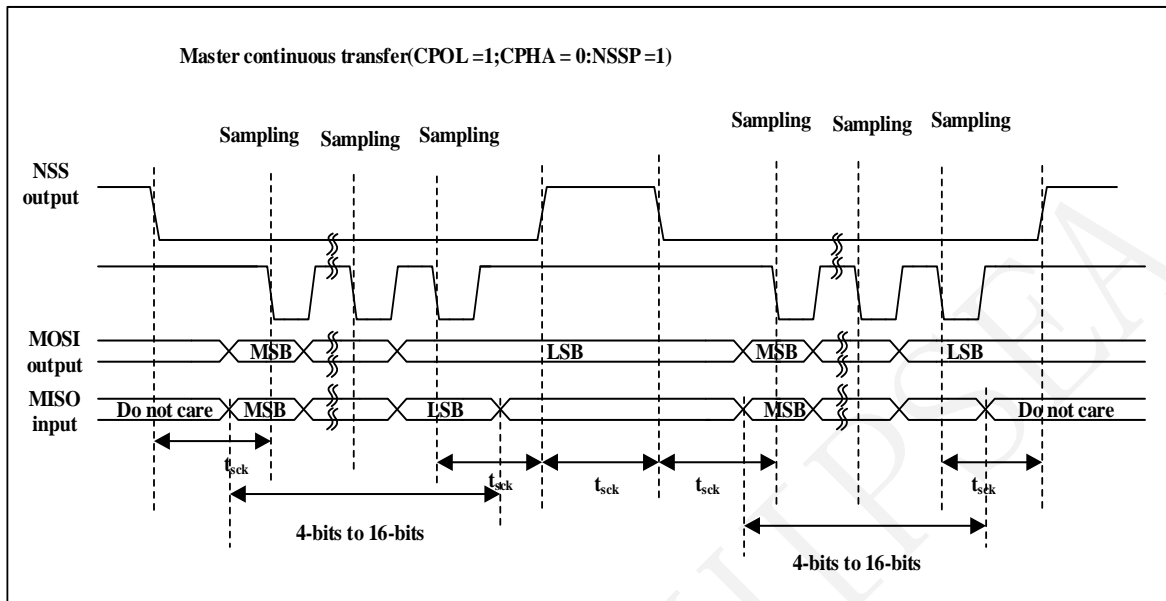 Master continuous transfer(CPOL =1;CPHA = 0:NSSP =1)
Sampling Sampling Sampling Sampling Sampling Sampling
NSS
output
MOSI
output
MSB LSB MSB LSB
MISO
input
Do not care MSB LSB MSB Do not care
tsck tsck tsck tsck tsck
4-bits to 16-bits
4-bits to 16-bits